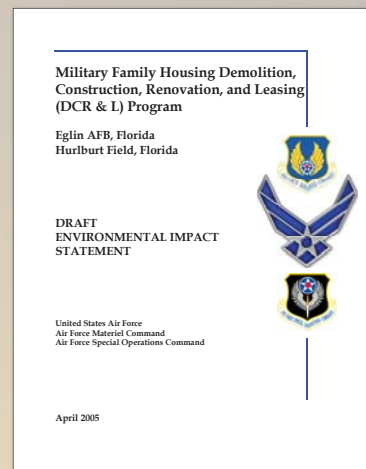 Military Family Housing Demolition,
Construction, Renovation, and Leasing
(DCR & L) Program
Eglin AFB, Florida
Hurlburt Field, Florida
DRAFT
ENVIRONMENTAL IMPACT
STATEMENT
United States Air Force
Air Force Materiel Command
Air Force Special Operations Command
April 2005